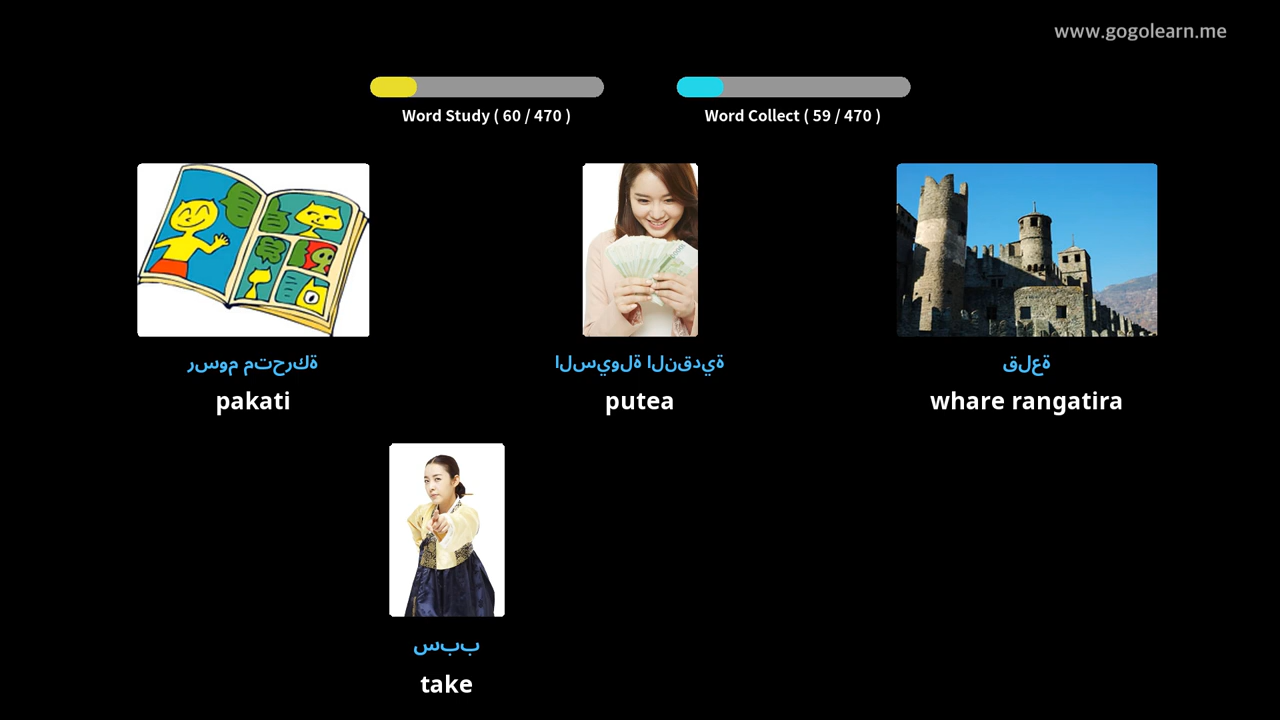 www.gogolearn.me
Word Study ( 60 / 470 )
Word Collect ( 59 / 470 )
رسوم متحركة
pakati
السيولة النقدية
putea
قلعة
whare rangatira
سبب
take